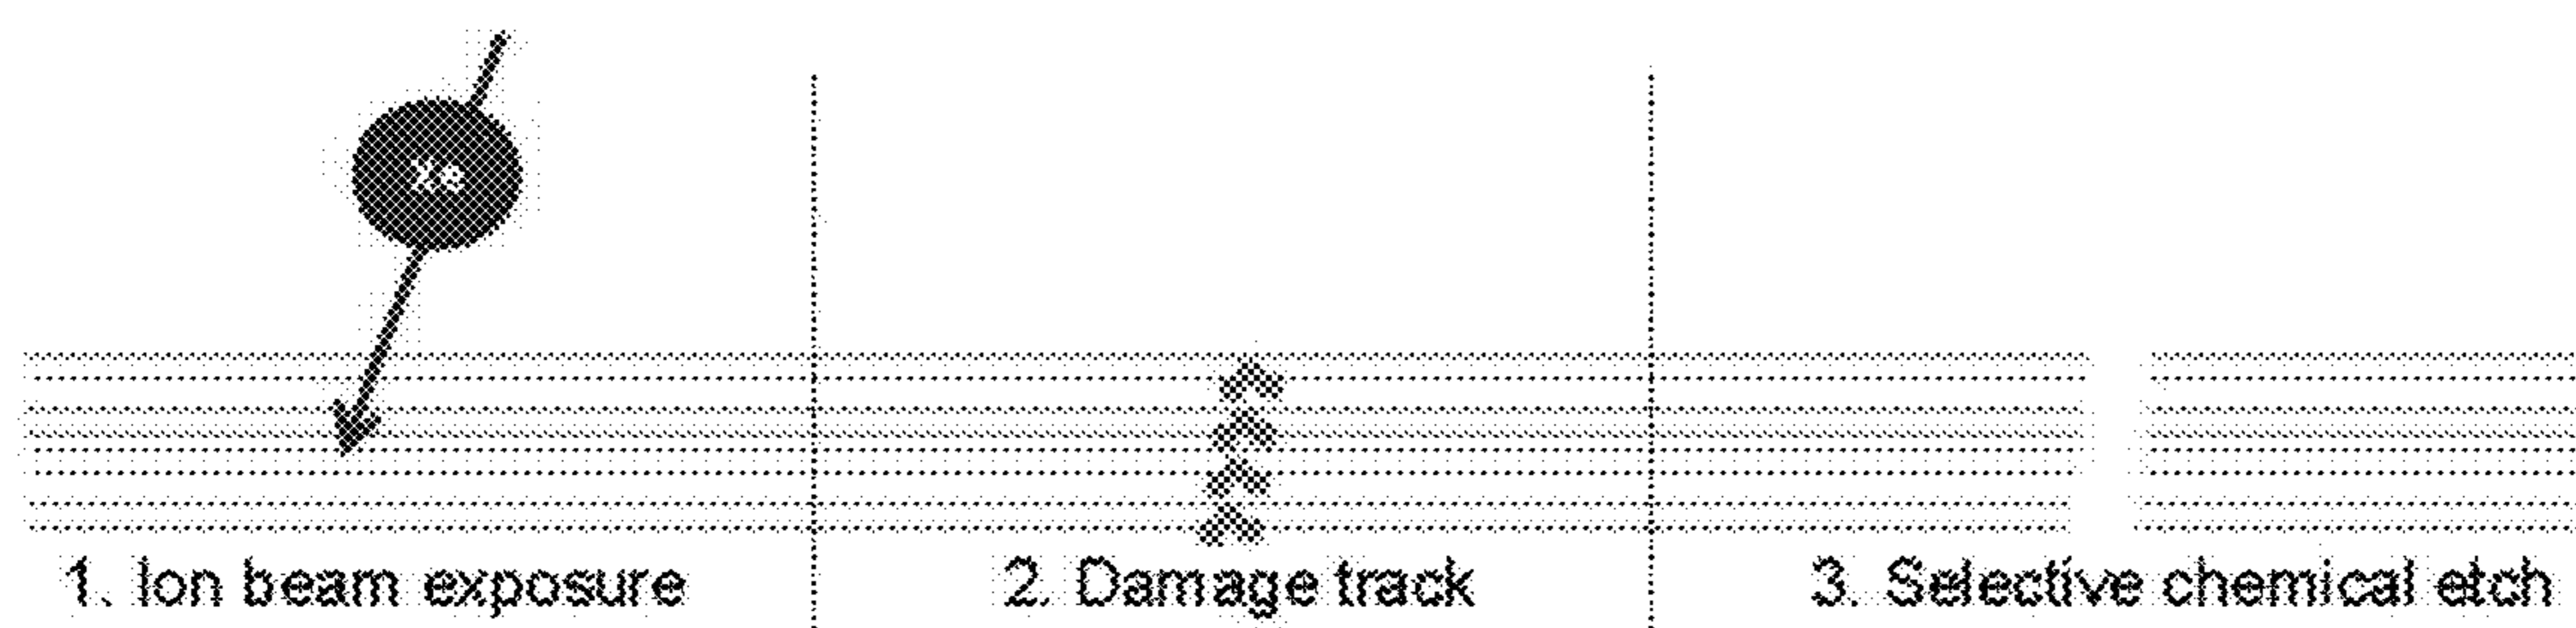 Xe
1. Ion beam exposure
2. Damage track
3. Selective chemical etch